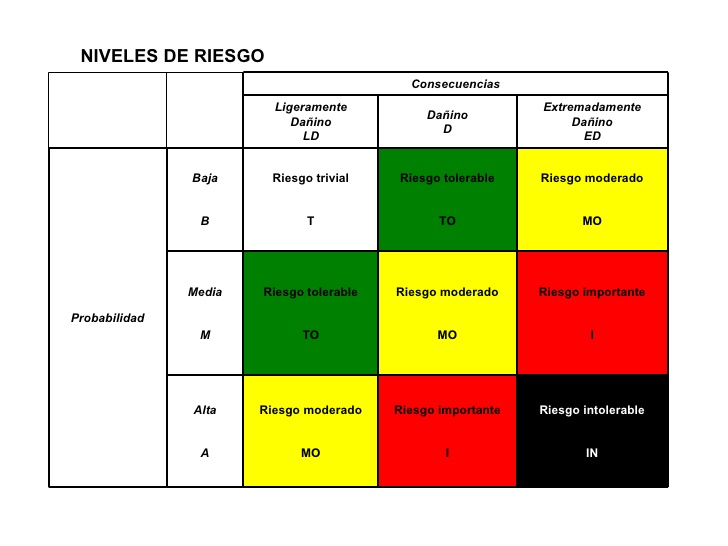 NIVELES DE RIESGO
Consecuencias
Ligeramente
Dañino
LD
Dañino
D
Extremadamente
Dañino
ED
Probabilidad
Baja
B
Riesgo trivial
T
Riesgo tolerable
TO
Riesgo moderado
MO
Media
M
Riesgo tolerable
TO
Riesgo moderado
MO
Riesgo importante
I
Alta
A
Riesgo moderado
MO
Riesgo importante
I
Riesgo intolerable
IN